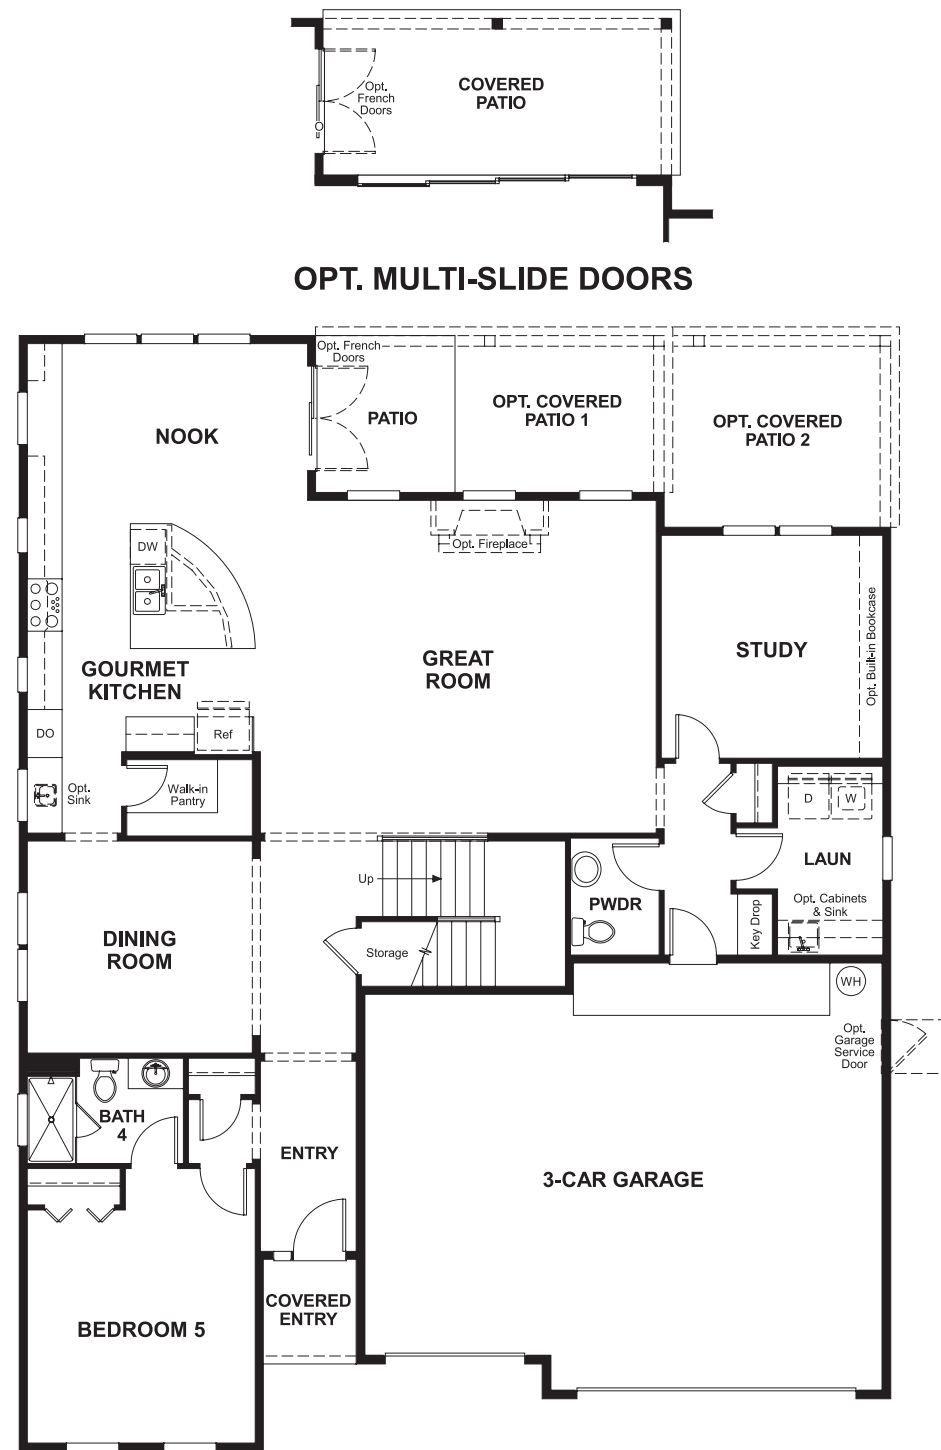 COVERED
PATIO
Opt.
French
Doors
O
OPT. MULTI-SLIDE DOORS
Opt. French
Doors
PATIO
OPT. COVERED
PATIO 1
OPT. COVERED
PATIO 2
NOOK
DW
Opt. Fireplace
GOURMET
KITCHEN
GREAT
ROOM
STUDY
Opt. Built-in Bookcase
DO
Ref
Opt.
Sink
Walk-in
Pantry
D
W
LAUN
Up
PWDR
Opt. Cabinets
& Sink
Key Drop
DINING
ROOM
Storage
WH
Opt.
Garage
Service
Door
BATH
4
ENTRY
3-CAR GARAGE
COVERED
ENTRY
BEDROOM 5